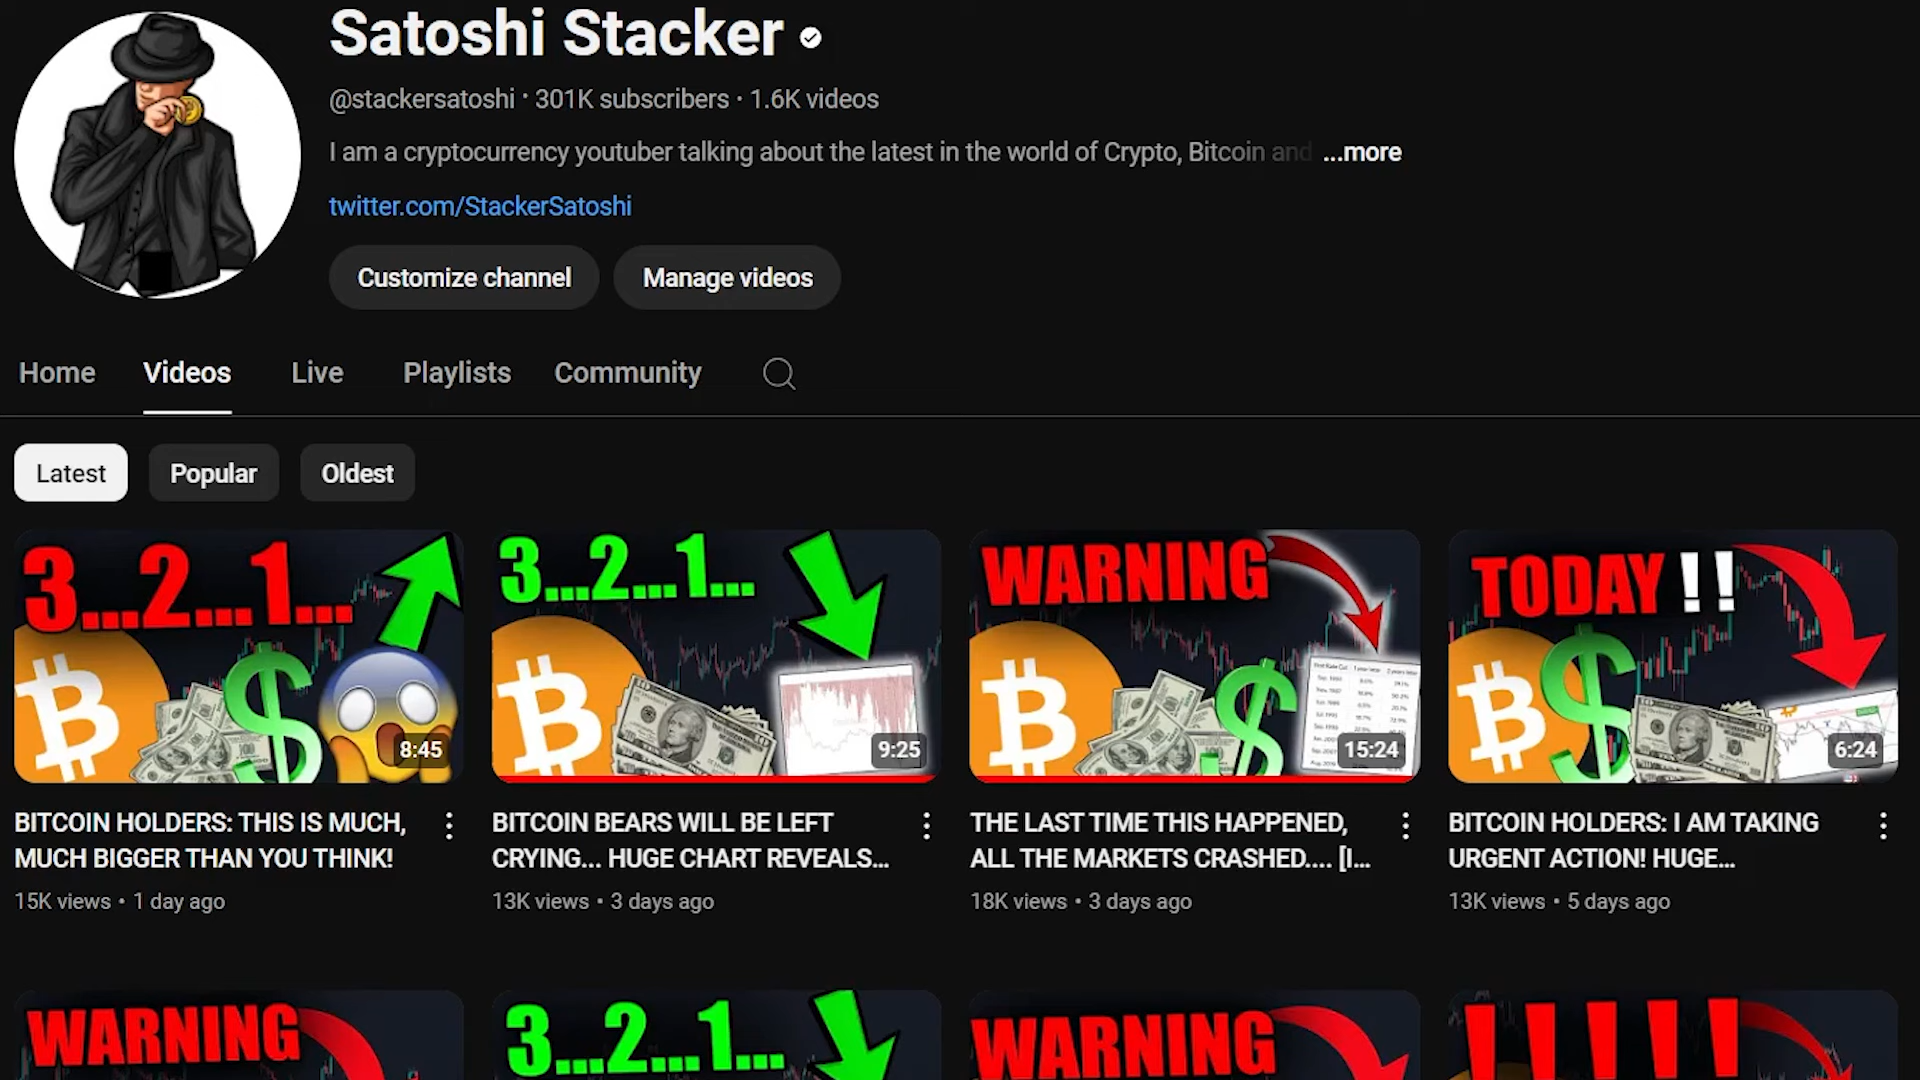 Satoshi Stacker
@stackersatoshi · 301K subscribers · 1.6K videos
I am a cryptocurrency youtuber talking about the latest in the world of Crypto, Bitcoin and ...more
twitter.com/StackerSatoshi
Customize channel
Manage videos
Home
Videos
Live
Playlists
Community
Latest
Popular
Oldest
3...2...1...
8:45
3...2...1...
9:25
WARNING
15:24
TODAY !!
6:24
BITCOIN HOLDERS: THIS IS MUCH,
MUCH BIGGER THAN YOU THINK!
15K views • 1 day ago
BITCOIN BEARS WILL BE LEFT
CRYING... HUGE CHART REVEALS...
13K views • 3 days ago
THE LAST TIME THIS HAPPENED,
ALL THE MARKETS CRASHED.... [I...
18K views • 3 days ago
BITCOIN HOLDERS: I AM TAKING
URGENT ACTION! HUGE...
13K views • 5 days ago
WARNING
3...2...1...
WARNING
!!!!!